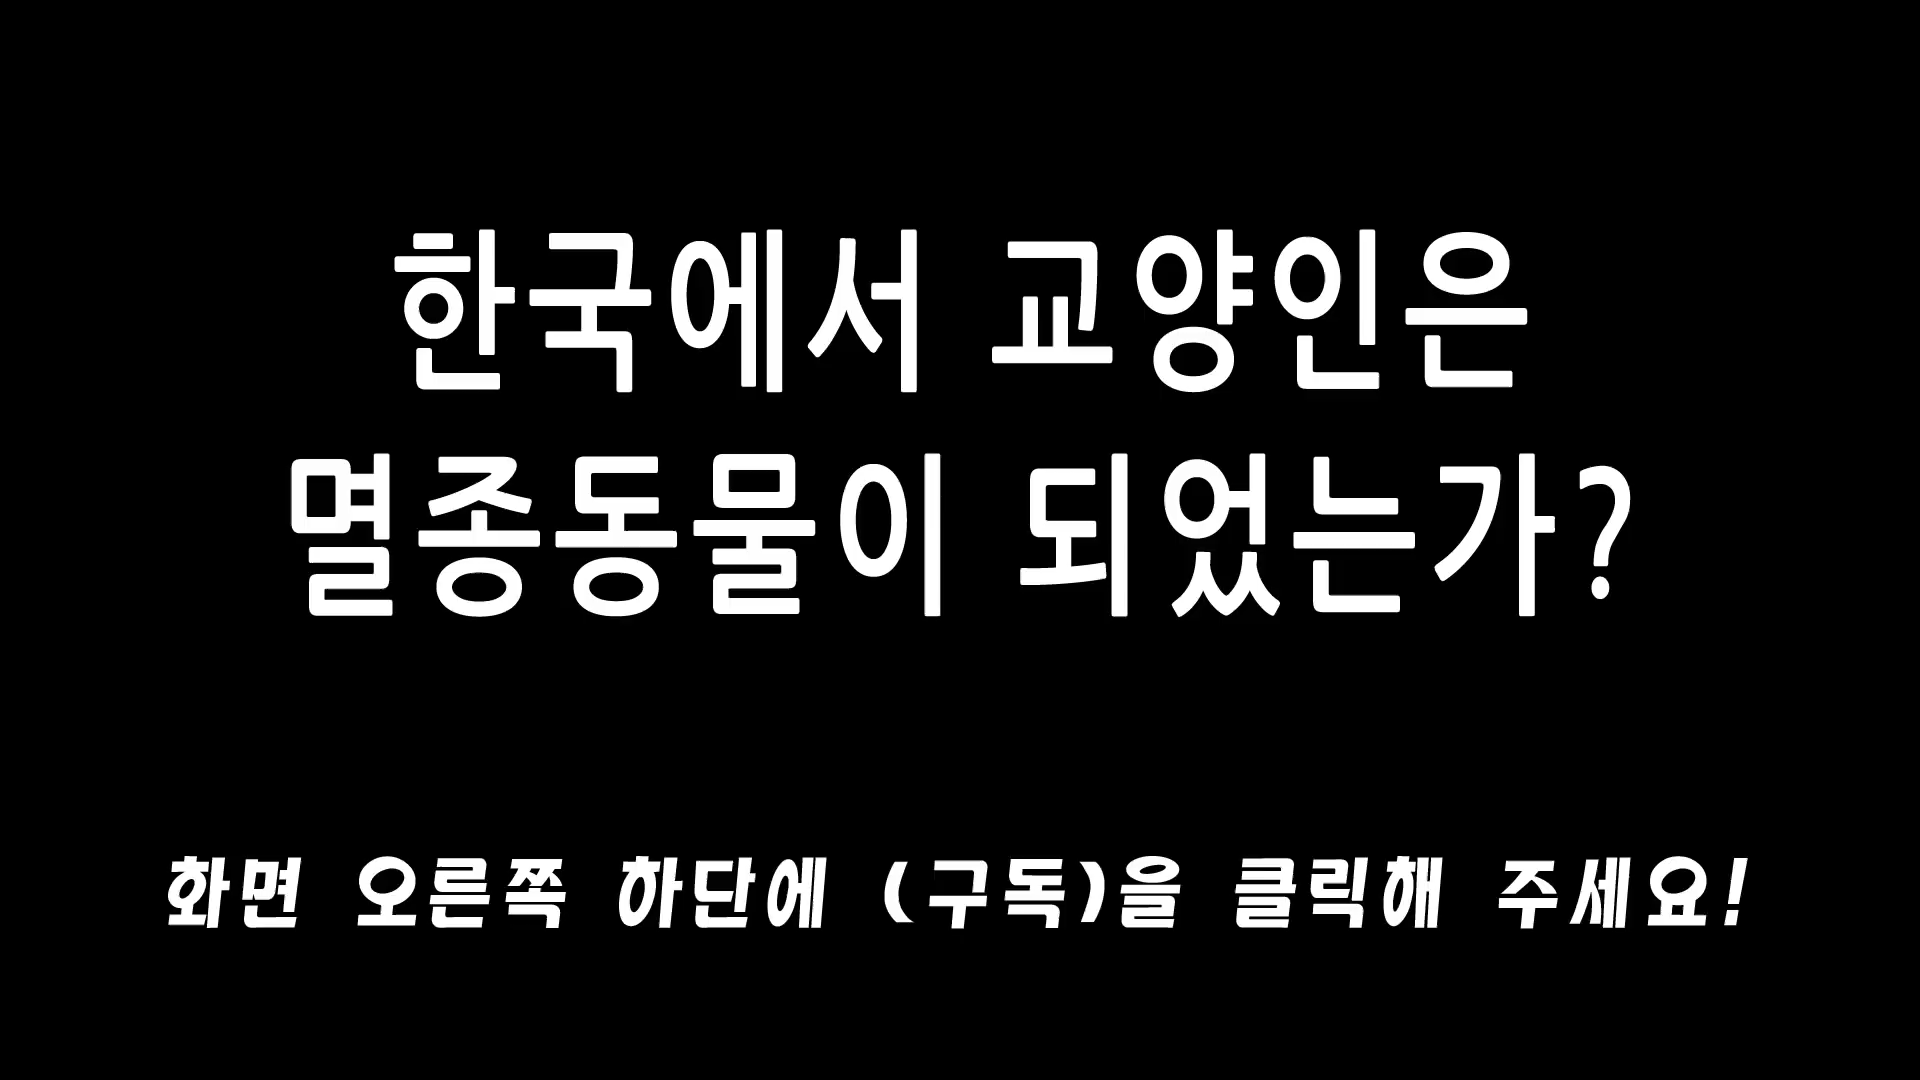 한국에서 교양인은
멸종동물이 되었는가?
화면 오른쪽 하단에 (구독)을 클릭해 주세요!